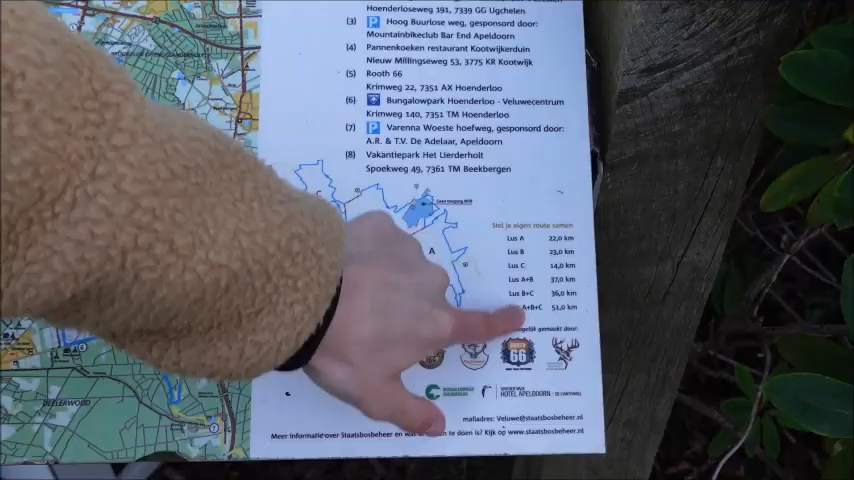 Hoenderloseweg 191, 7339 GG Ugchelen
(3) P Hoog Buurlose weg, gesponsord door:
Mountainbikeclub Bar End Apeldoorn
(4) Pannenkoeken restaurant Kootwijkerduin
Nieuw Millingseweg 53, 3775 KR Kootwijk
(5) Rooth 66
Krimweg 22, 7351 AX Hoenderloo
(6) Bungalowpark Hoenderloo - Veluwecentrum
Krimweg 140, 7351 TM Hoenderloo
(7) P Varenna Woeste hoefweg, gesponsord door:
A.R. & T.V. De Adelaar, Apeldoorn
(8) Vakantiepark Het Lierderholt
Spoekweg 49, 7361 TM Beekbergen
C
A
Stel je eigen route samen
Lus A 22,0 km
Lus B 23,0 km
Lus C 14,0 km
Lus A+B 37,0 km
Lus B+C 36,0 km
A+B+C 51,0 km
gemaakt door:
66
HOTEL APELDOORN
DEELERWOUD
mailadres: Veluwe@staatsbosbeheer.nl
Meer informatie over Staatsbosbeheer en wat er te doen is? Kijk op www.staatsbosbeheer.nl